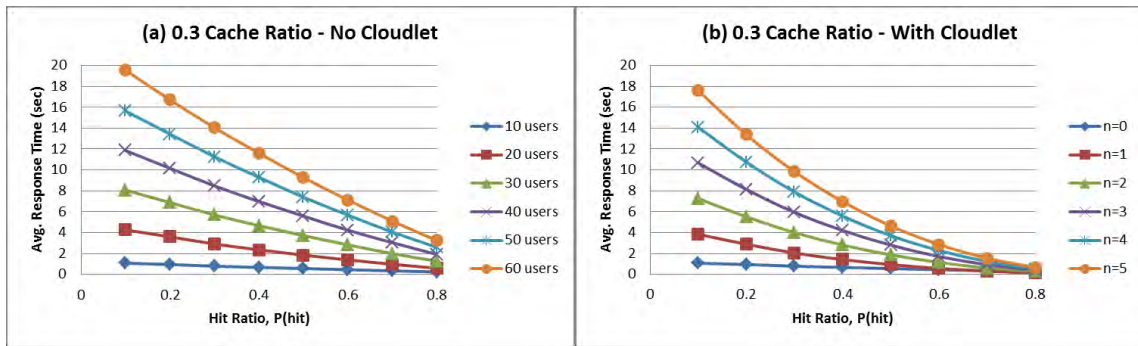 (a) 0.3 Cache Ratio - No Cloudlet
Avg. Response Time (sec)
20
18
16
14
12
10
8
6
4
2
0
0
0.2
0.4
0.6
0.8
Hit Ratio, P(hit)
10 users
20 users
30 users
40 users
50 users
60 users
(b) 0.3 Cache Ratio - With Cloudlet
Avg. Response Time (sec)
20
18
16
14
12
10
8
6
4
2
0
0
0.2
0.4
0.6
0.8
Hit Ratio, P(hit)
n=0
n=1
n=2
n=3
n=4
n=5